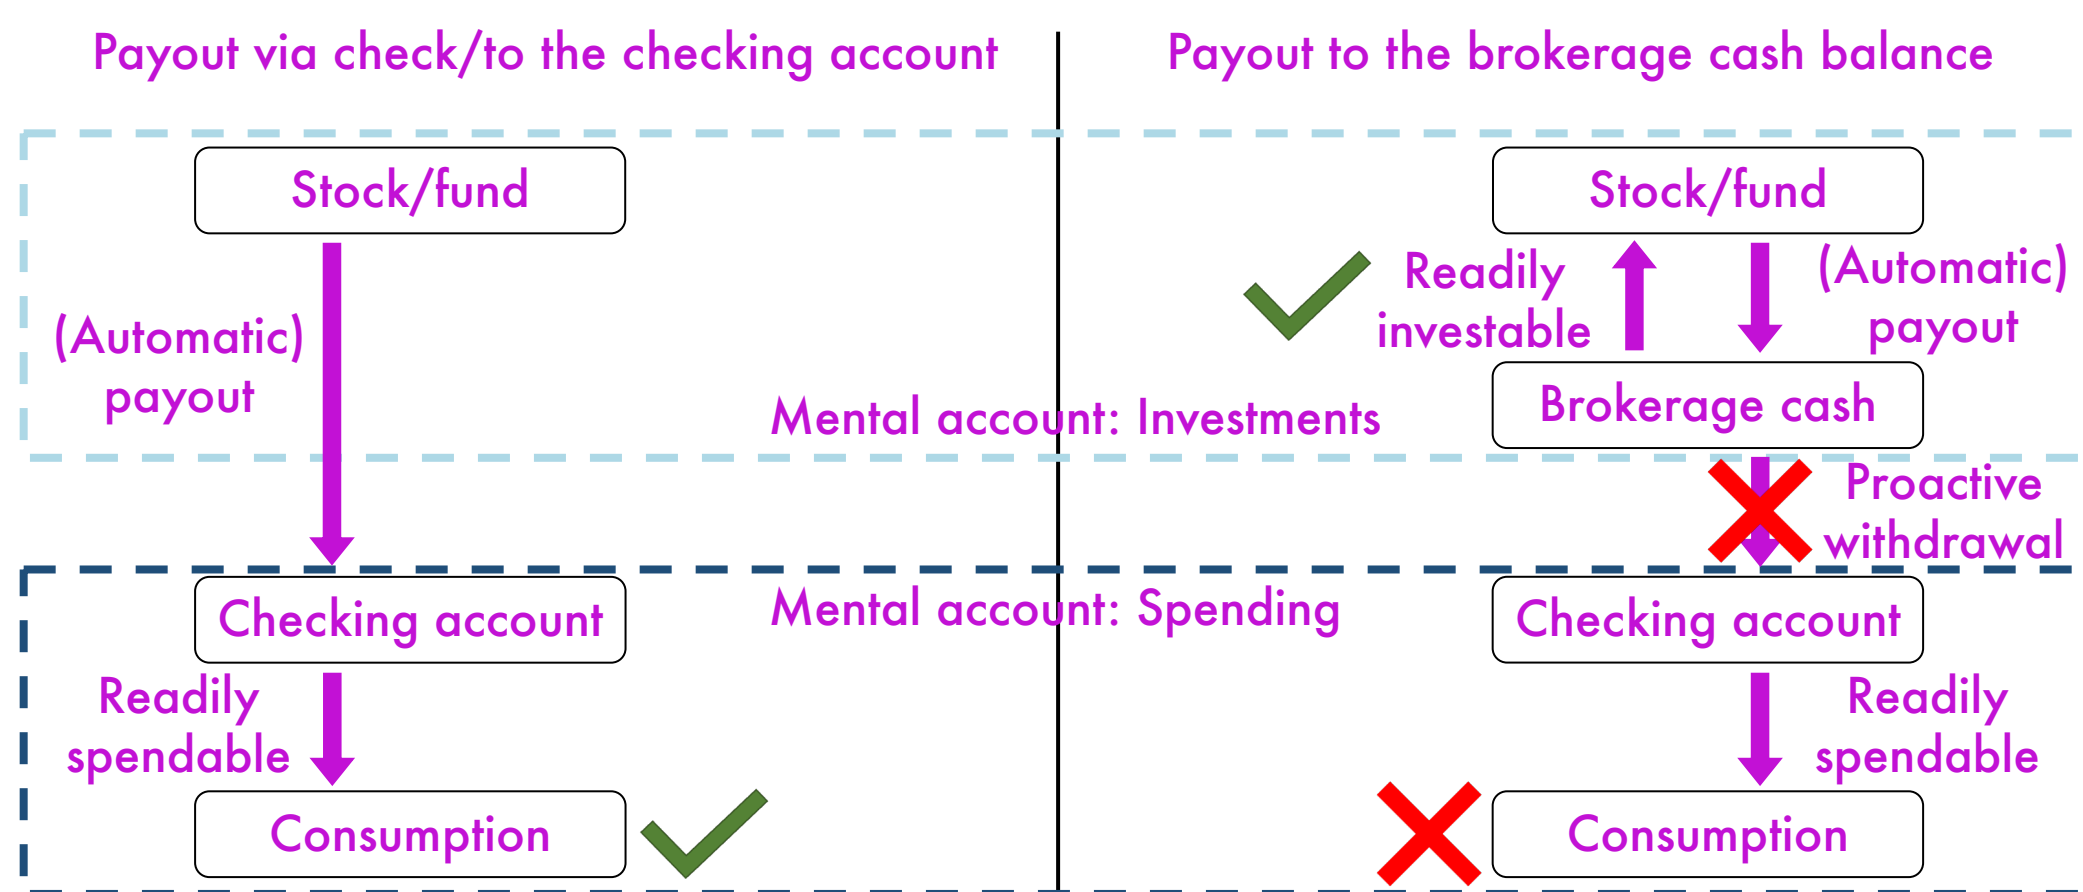 Payout via check/to the checking account
Stock/fund
(Automatic)
payout
Checking account
Readily
spendable
Consumption
Mental account: Investments
Mental account: Spending
Payout to the brokerage cash balance
Stock/fund
Readily
investable
(Automatic)
payout
Brokerage cash
Proactive
withdrawal
Checking account
Readily
spendable
Consumption